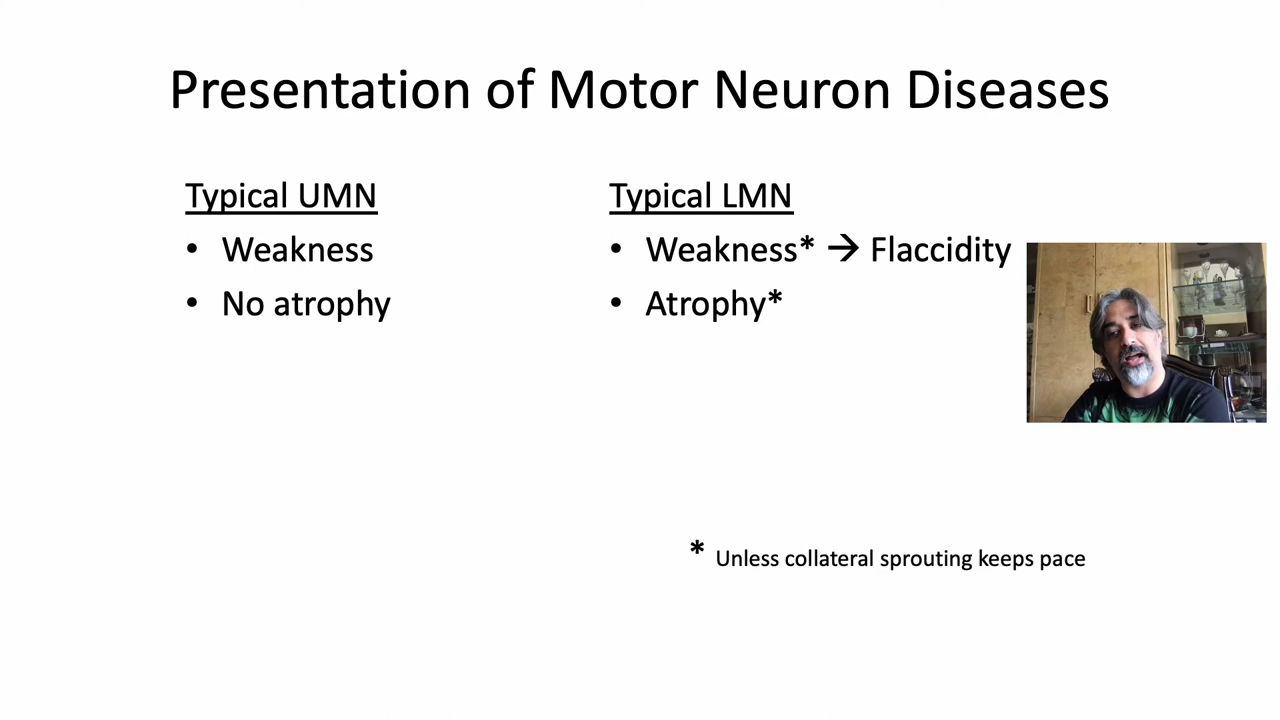 Presentation of Motor Neuron Diseases
Typical UMN
• Weakness
• No atrophy
Typical LMN
• Weakness* → Flaccidity
• Atrophy*
* Unless collateral sprouting keeps pace